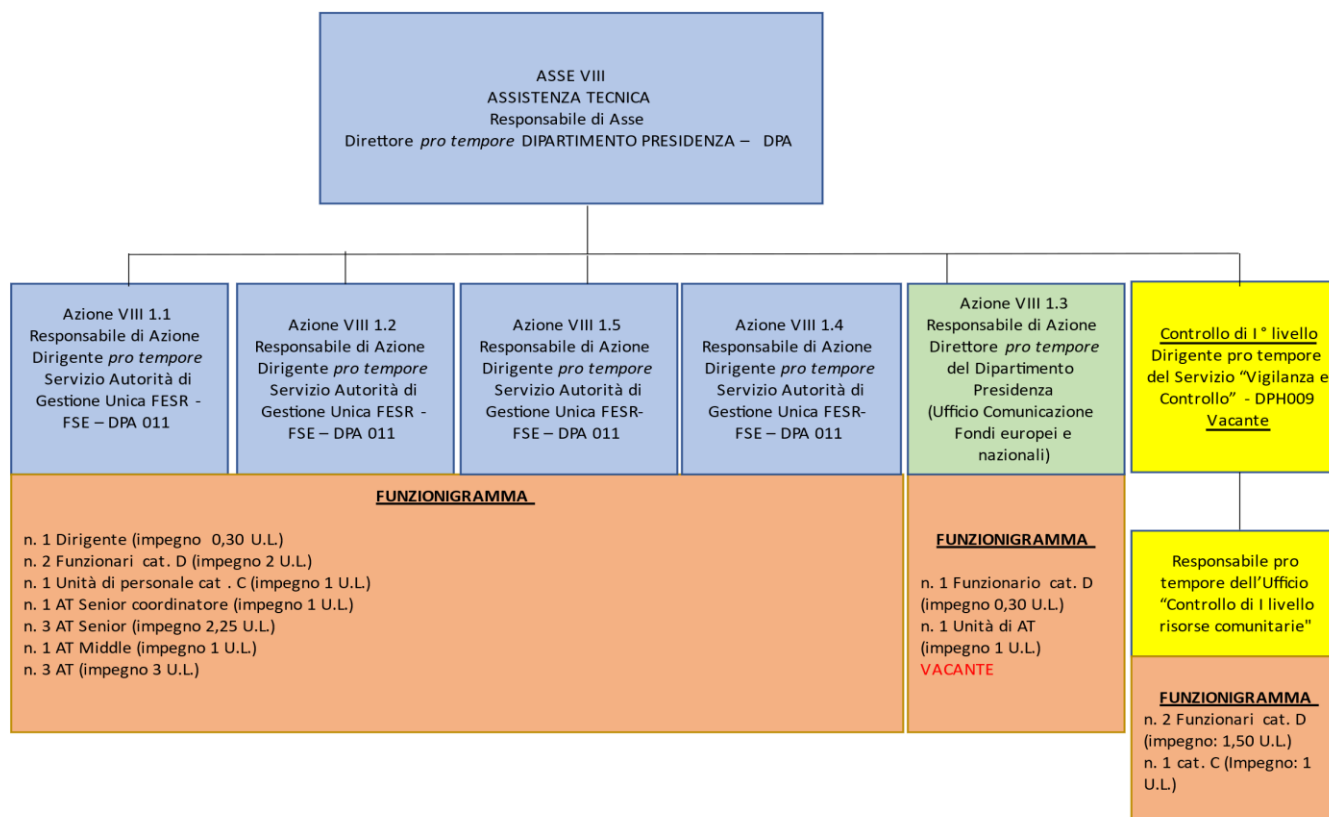 ASSE VIII
ASSISTENZA TECNICA
Responsabile di Asse
Direttore pro tempore DIPARTIMENTO PRESIDENZA – DPA
Azione VIII 1.1
Responsabile di Azione
Dirigente pro tempore
Servizio Autorità di
Gestione Unica FESR -
FSE – DPA 011
Azione VIII 1.2
Responsabile di Azione
Dirigente pro tempore
Servizio Autorità di
Gestione Unica FESR -
FSE – DPA 011
Azione VIII 1.5
Responsabile di Azione
Dirigente pro tempore
Servizio Autorità di
Gestione Unica FESR-
FSE – DPA 011
Azione VIII 1.4
Responsabile di Azione
Dirigente pro tempore
Servizio Autorità di
Gestione Unica FESR-
FSE – DPA 011
Azione VIII 1.3
Responsabile di Azione
Direttore pro tempore
del Dipartimento
Presidenza
(Ufficio Comunicazione
Fondi europei e
nazionali)
Controllo di I° livello
Dirigente pro tempore
del Servizio “Vigilanza e
Controllo” - DPH009
Vacante
FUNZIONIGRAMMA
n. 1 Dirigente (impegno 0,30 U.L.)
n. 2 Funzionari cat. D (impegno 2 U.L.)
n. 1 Unità di personale cat . C (impegno 1 U.L.)
n. 1 AT Senior coordinatore (impegno 1 U.L.)
n. 3 AT Senior (impegno 2,25 U.L.)
n. 1 AT Middle (impegno 1 U.L.)
n. 3 AT (impegno 3 U.L.)
FUNZIONIGRAMMA
n. 1 Funzionario cat. D
(impegno 0,30 U.L.)
n. 1 Unità di AT
(impegno 1 U.L.)
VACANTE
Responsabile pro
tempore dell’Ufficio
“Controllo di I livello
risorse comunitarie"
FUNZIONIGRAMMA
n. 2 Funzionari cat. D
(impegno: 1,50 U.L.)
n. 1 cat. C (Impegno: 1
U.L.)